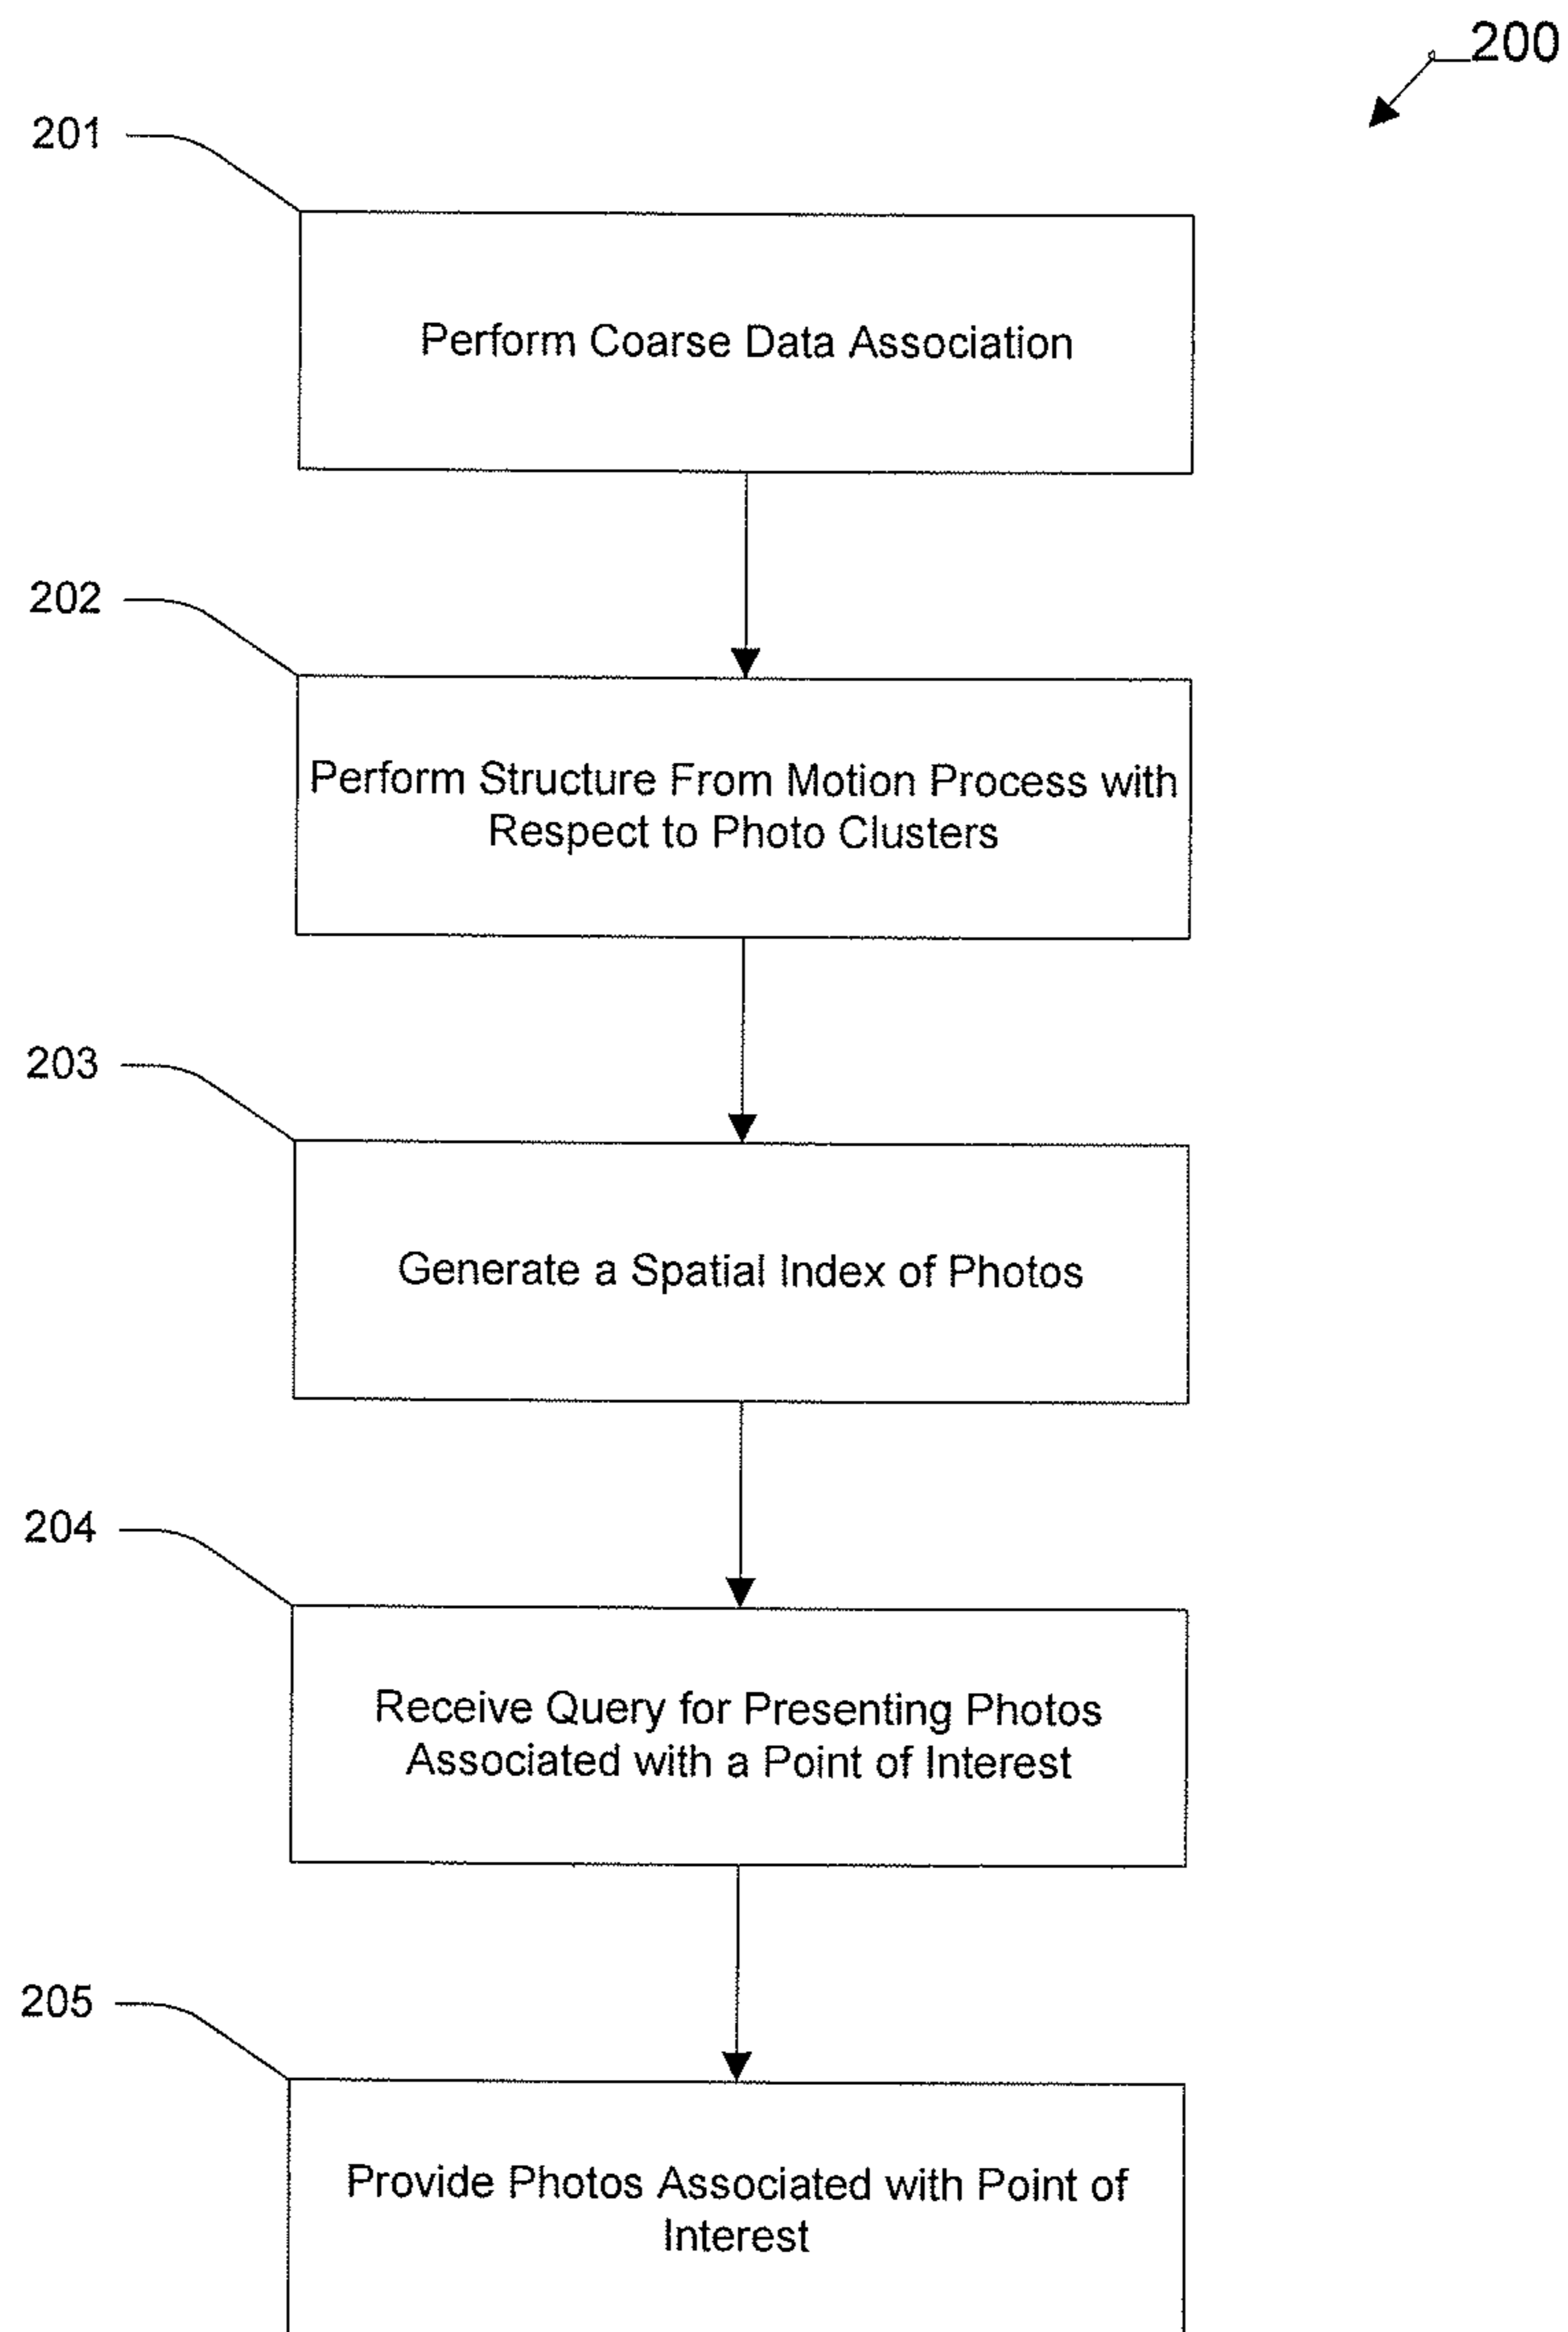 200
201
Perform Coarse Data Association
202
Perform Structure From Motion Process with
Respect to Photo Clusters
203
Generate a Spatial Index of Photos
204
Receive Query for Presenting Photos
Associated with a Point of Interest
205
Provide Photos Associated with Point of
Interest